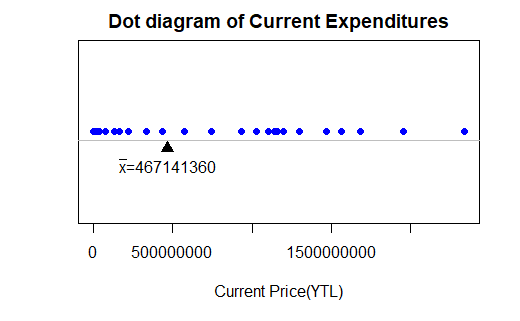 Dot diagram of Current Expenditures
x̅=467141360
0 500000000 1500000000
Current Price(YTL)